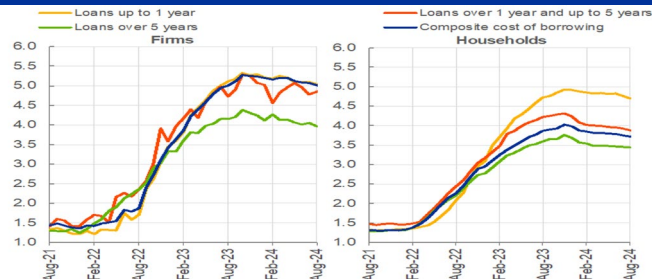 Loans up to 1 year
Loans over 1 year and up to 5 years
Loans over 5 years
Composite cost of borrowing
Firms
Households
6.0
5.5
5.0
4.5
4.0
3.5
3.0
2.5
2.0
1.5
1.0
Aug-21
Feb-22
Aug-22
Feb-23
Aug-23
Feb-24
Aug-24
6.0
5.5
5.0
4.5
4.0
3.5
3.0
2.5
2.0
1.5
1.0
Aug-21
Feb-22
Aug-22
Feb-23
Aug-23
Feb-24
Aug-24